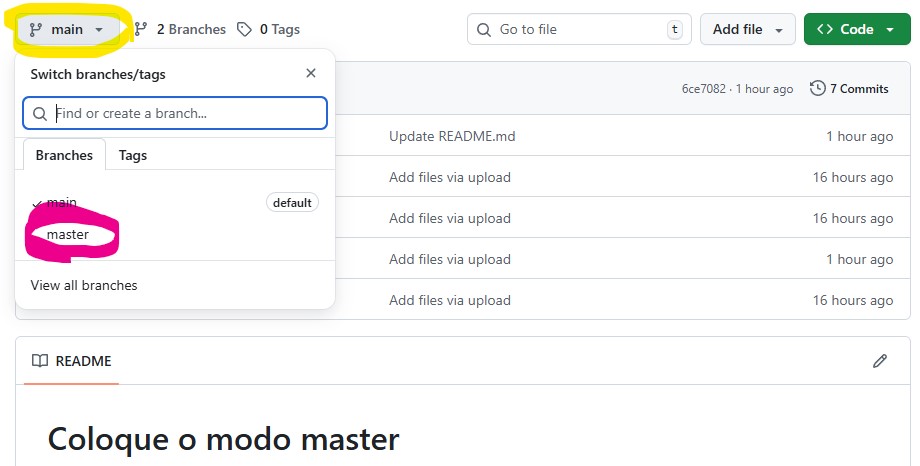 main
2 Branches
0 Tags
Go to file
t
Add file
Code
Switch branches/tags
Find or create a branch...
Branches
Tags
main
default
master
View all branches
6ce7082 · 1 hour ago
7 Commits
Update README.md
1 hour ago
Add files via upload
16 hours ago
Add files via upload
16 hours ago
Add files via upload
1 hour ago
Add files via upload
16 hours ago
README
Coloque o modo master